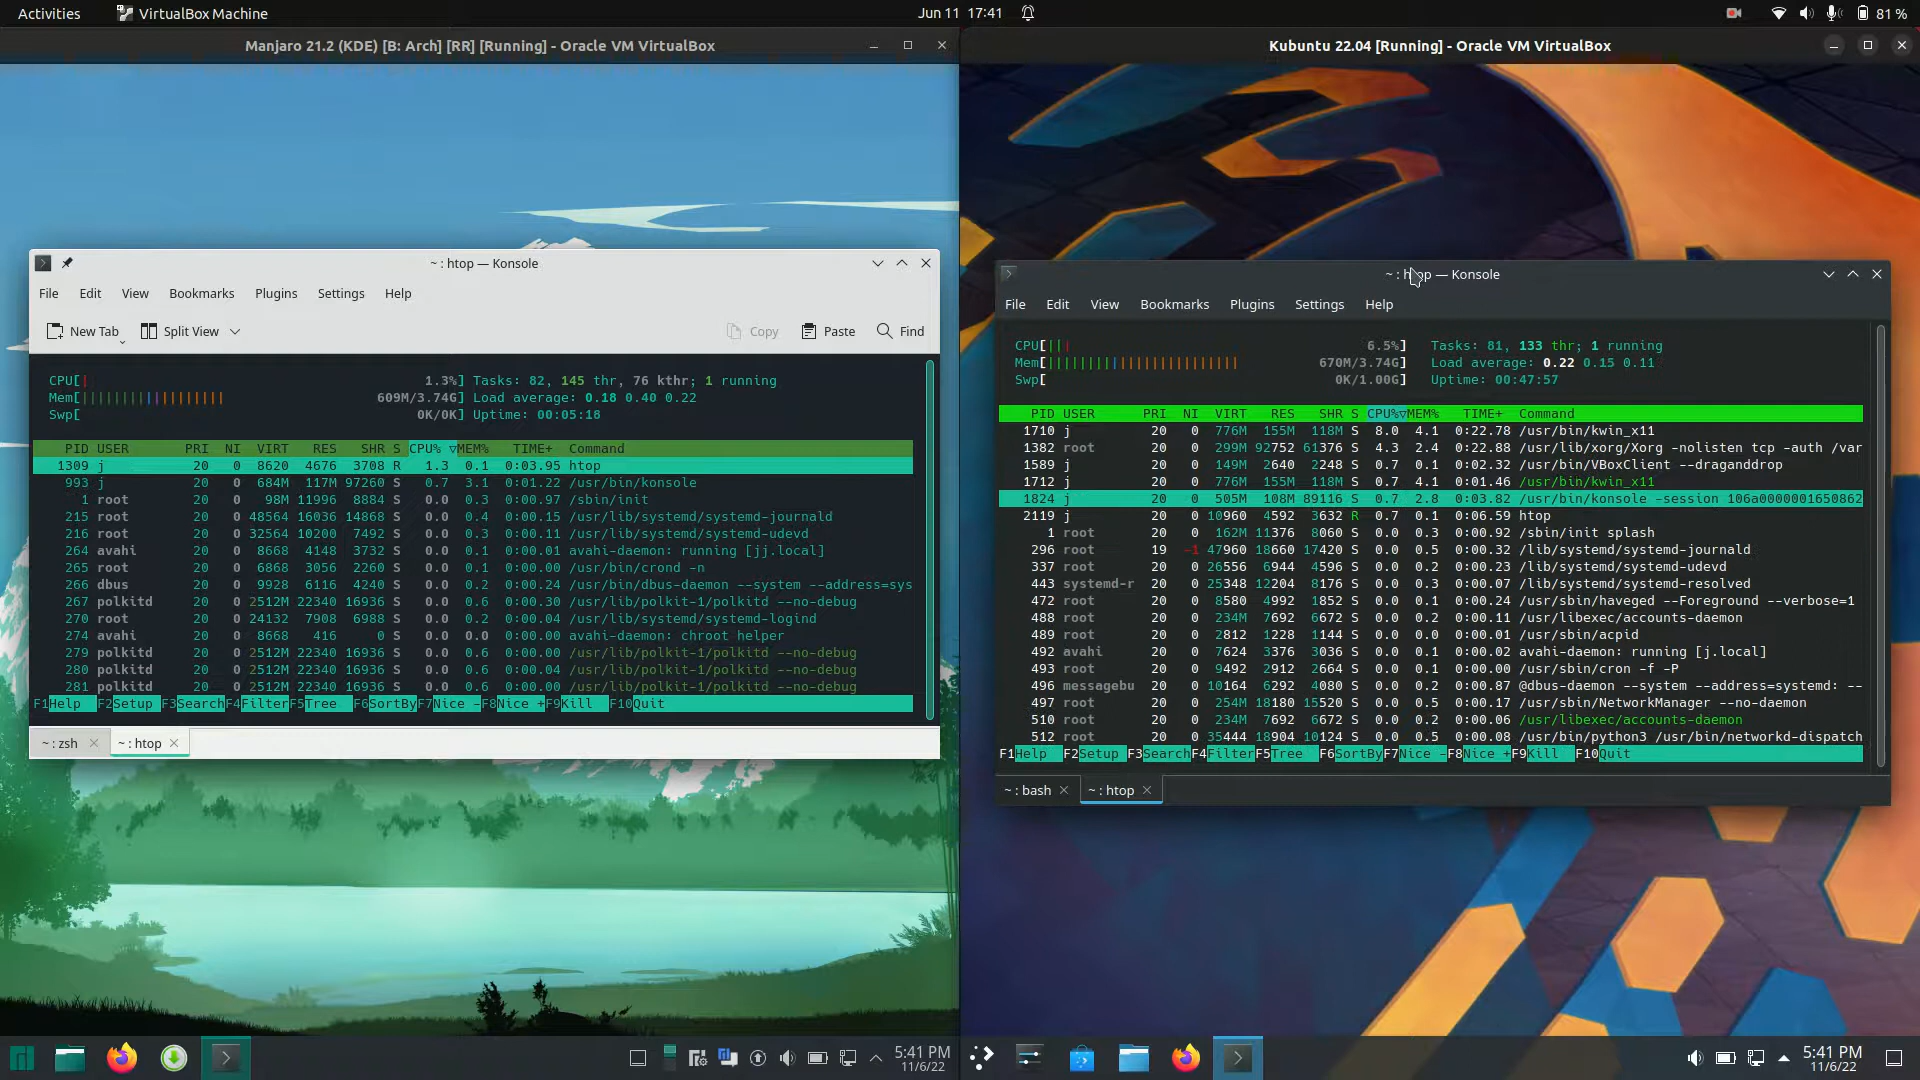 Activities
VirtualBox Machine
Jun 11 17:41
81 %
Manjaro 21.2 (KDE) [B: Arch] [RR] [Running] - Oracle VM VirtualBox
~ : htop — Konsole
File Edit View Bookmarks Plugins Settings Help
New Tab Split View Copy Paste Find
CPU[| 1.3%] Tasks: 82, 145 thr, 76 kthr; 1 running
Mem[|||||||||||||||||| 609M/3.74G] Load average: 0.18 0.40 0.22
Swp[ 0K/0K] Uptime: 00:05:18
PID USER PRI NI VIRT RES SHR S CPU% ▽MEM% TIME+ Command
1309 j 20 0 8620 4676 3708 R 1.3 0.1 0:03.95 htop
993 j 20 0 684M 117M 97260 S 0.7 3.1 0:01.22 /usr/bin/konsole
1 root 20 0 98M 11996 8884 S 0.0 0.3 0:00.97 /sbin/init
215 root 20 0 48564 16036 14868 S 0.0 0.4 0:00.15 /usr/lib/systemd/systemd-journald
216 root 20 0 32564 10200 7492 S 0.0 0.3 0:00.11 /usr/lib/systemd/systemd-udevd
264 avahi 20 0 8668 4148 3732 S 0.0 0.1 0:00.01 avahi-daemon: running [jj.local]
265 root 20 0 6868 3056 2260 S 0.0 0.1 0:00.00 /usr/bin/crond -n
266 dbus 20 0 9928 6116 4240 S 0.0 0.2 0:00.24 /usr/bin/dbus-daemon --system --address=sys
267 polkitd 20 0 2512M 22340 16936 S 0.0 0.6 0:00.30 /usr/lib/polkit-1/polkitd --no-debug
270 root 20 0 24132 7908 6988 S 0.0 0.2 0:00.04 /usr/lib/systemd/systemd-logind
274 avahi 20 0 8668 416 0 S 0.0 0.0 0:00.00 avahi-daemon: chroot helper
279 polkitd 20 0 2512M 22340 16936 S 0.0 0.6 0:00.00 /usr/lib/polkit-1/polkitd --no-debug
280 polkitd 20 0 2512M 22340 16936 S 0.0 0.6 0:00.04 /usr/lib/polkit-1/polkitd --no-debug
281 polkitd 20 0 2512M 22340 16936 S 0.0 0.6 0:00.00 /usr/lib/polkit-1/polkitd --no-debug
F1Help F2Setup F3SearchF4FilterF5Tree F6SortByF7Nice -F8Nice +F9Kill F10Quit
~ : zsh ~ : htop
5:41 PM
11/6/22
Kubuntu 22.04 [Running] - Oracle VM VirtualBox
~ : htop — Konsole
File Edit View Bookmarks Plugins Settings Help
CPU[||| 6.5%] Tasks: 81, 133 thr; 1 running
Mem[|||||||||||||||||||||||| 670M/3.74G] Load average: 0.22 0.15 0.11
Swp[ 0K/1.00G] Uptime: 00:47:57
PID USER PRI NI VIRT RES SHR S CPU%▽MEM% TIME+ Command
1710 j 20 0 776M 155M 118M S 8.0 4.1 0:22.78 /usr/bin/kwin_x11
1382 root 20 0 299M 92752 61376 S 4.3 2.4 0:22.88 /usr/lib/xorg/Xorg -nolisten tcp -auth /var
1589 j 20 0 149M 2640 2248 S 0.7 0.1 0:02.32 /usr/bin/VBoxClient --draganddrop
1712 j 20 0 776M 155M 118M S 0.7 4.1 0:01.46 /usr/bin/kwin_x11
1824 j 20 0 505M 108M 89116 S 0.7 2.8 0:03.82 /usr/bin/konsole -session 106a0000001650862
2119 j 20 0 10960 4592 3632 R 0.7 0.1 0:06.59 htop
1 root 20 0 162M 11376 8060 S 0.0 0.3 0:00.92 /sbin/init splash
296 root 19 -1 47960 18660 17420 S 0.0 0.5 0:00.32 /lib/systemd/systemd-journald
337 root 20 0 26556 6944 4596 S 0.0 0.2 0:00.23 /lib/systemd/systemd-udevd
443 systemd-r 20 0 25348 12204 8176 S 0.0 0.3 0:00.07 /lib/systemd/systemd-resolved
472 root 20 0 8580 4992 1852 S 0.0 0.1 0:00.24 /usr/sbin/haveged --Foreground --verbose=1
488 root 20 0 234M 7692 6672 S 0.0 0.2 0:00.11 /usr/libexec/accounts-daemon
489 root 20 0 2812 1228 1144 S 0.0 0.0 0:00.01 /usr/sbin/acpid
492 avahi 20 0 7624 3376 3036 S 0.0 0.1 0:00.02 avahi-daemon: running [j.local]
493 root 20 0 9492 2912 2664 S 0.0 0.1 0:00.00 /usr/sbin/cron -f -P
496 messagebu 20 0 10164 6292 4080 S 0.0 0.2 0:00.87 @dbus-daemon --system --address=systemd: --
497 root 20 0 254M 18180 15520 S 0.0 0.5 0:00.17 /usr/sbin/NetworkManager --no-daemon
510 root 20 0 234M 7692 6672 S 0.0 0.2 0:00.06 /usr/libexec/accounts-daemon
512 root 20 0 35444 18904 10124 S 0.0 0.5 0:00.08 /usr/bin/python3 /usr/bin/networkd-dispatch
F1Help F2Setup F3SearchF4FilterF5Tree F6SortByF7Nice -F8Nice +F9Kill F10Quit
~ : bash ~ : htop
5:41 PM
11/6/22